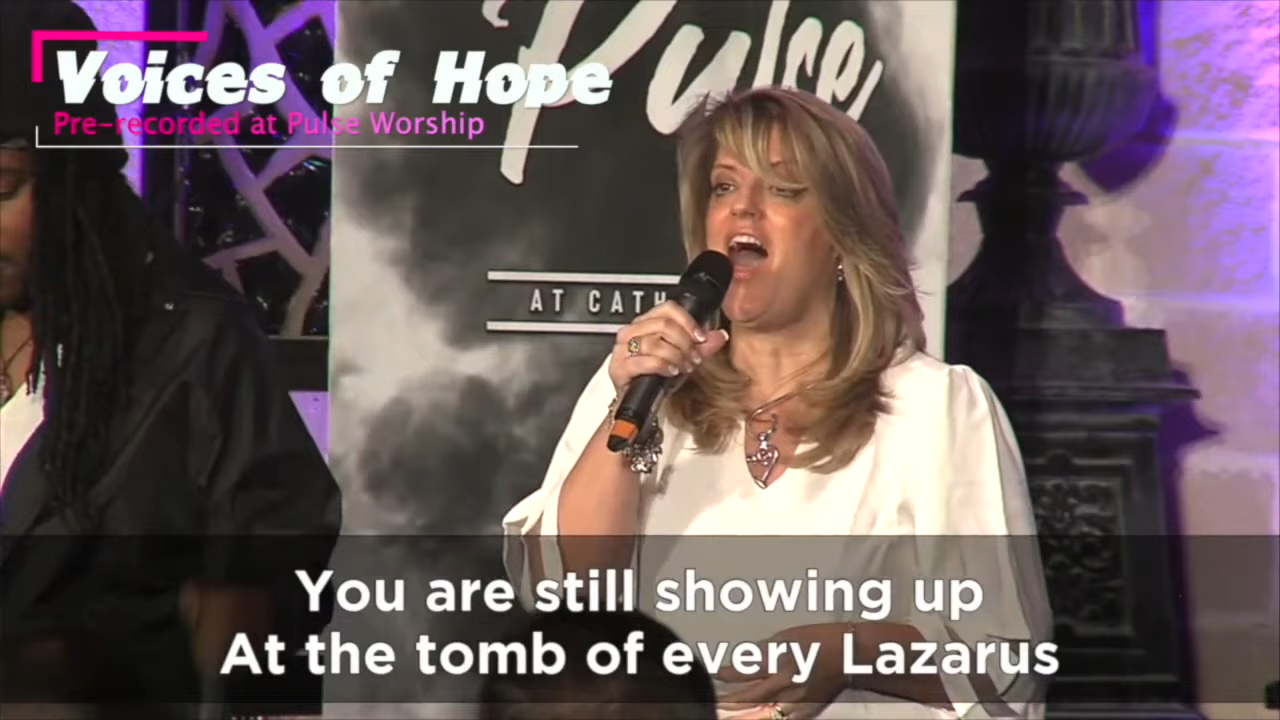 Voices of Hope
Pre-recorded at Pulse Worship
Pulse
AT CATH
You are still showing up
At the tomb of every Lazarus